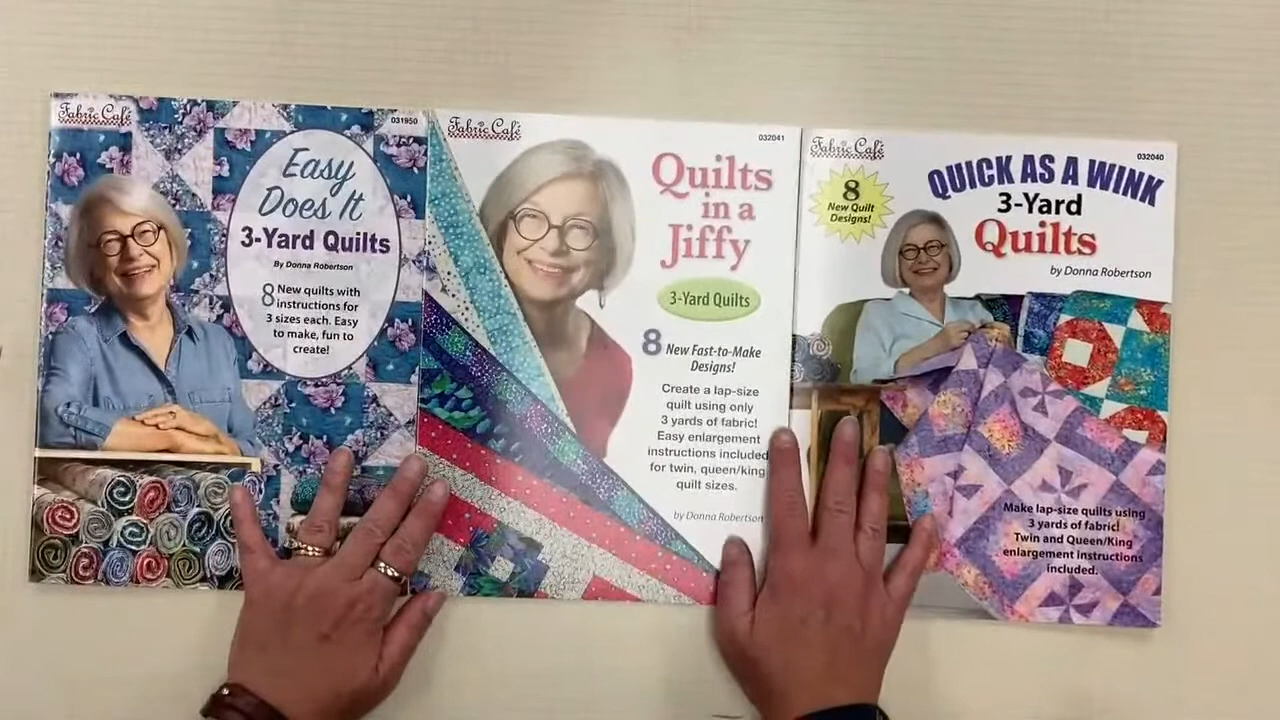 Fabric Café
031950
Easy
Does It
3-Yard Quilts
By Donna Robertson
8 New quilts with
instructions for
3 sizes each. Easy
to make, fun to
create!
Fabric Café
032041
Quilts
in a
Jiffy
3-Yard Quilts
8 New Fast-to-Make
Designs!
Create a lap-size
quilt using only
3 yards of fabric!
Easy enlargement
instructions included
for twin, queen/king
quilt sizes.
by Donna Robertson
Fabric Café
032040
8
New Quilt
Designs!
QUICK AS A WINK
3-Yard
Quilts
by Donna Robertson
Make lap-size quilts using
3 yards of fabric!
Twin and Queen/King
enlargement instructions
included.